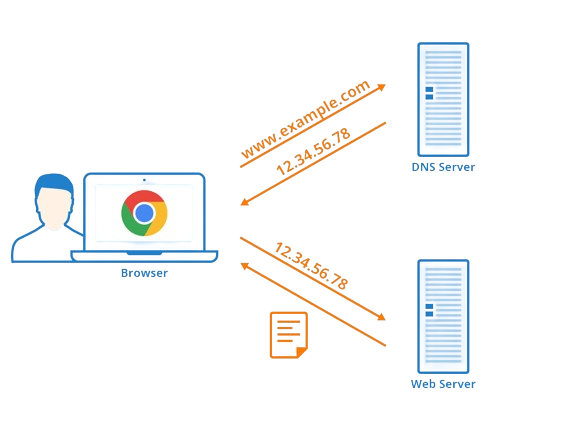 www.example.com
12.34.56.78
DNS Server
Browser
12.34.56.78
Web Server